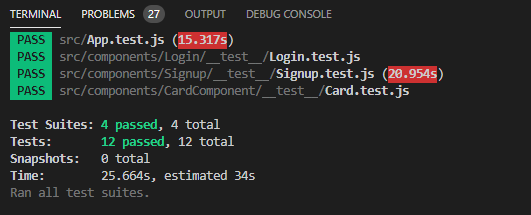 TERMINAL PROBLEMS 27 OUTPUT DEBUG CONSOLE
PASS src/App.test.js (15.317s)
PASS src/components/Login/__test__/Login.test.js
PASS src/components/Signup/__test__/Signup.test.js (20.954s)
PASS src/components/CardComponent/__test__/Card.test.js
Test Suites: 4 passed, 4 total
Tests: 12 passed, 12 total
Snapshots: 0 total
Time: 25.664s, estimated 34s
Ran all test suites.